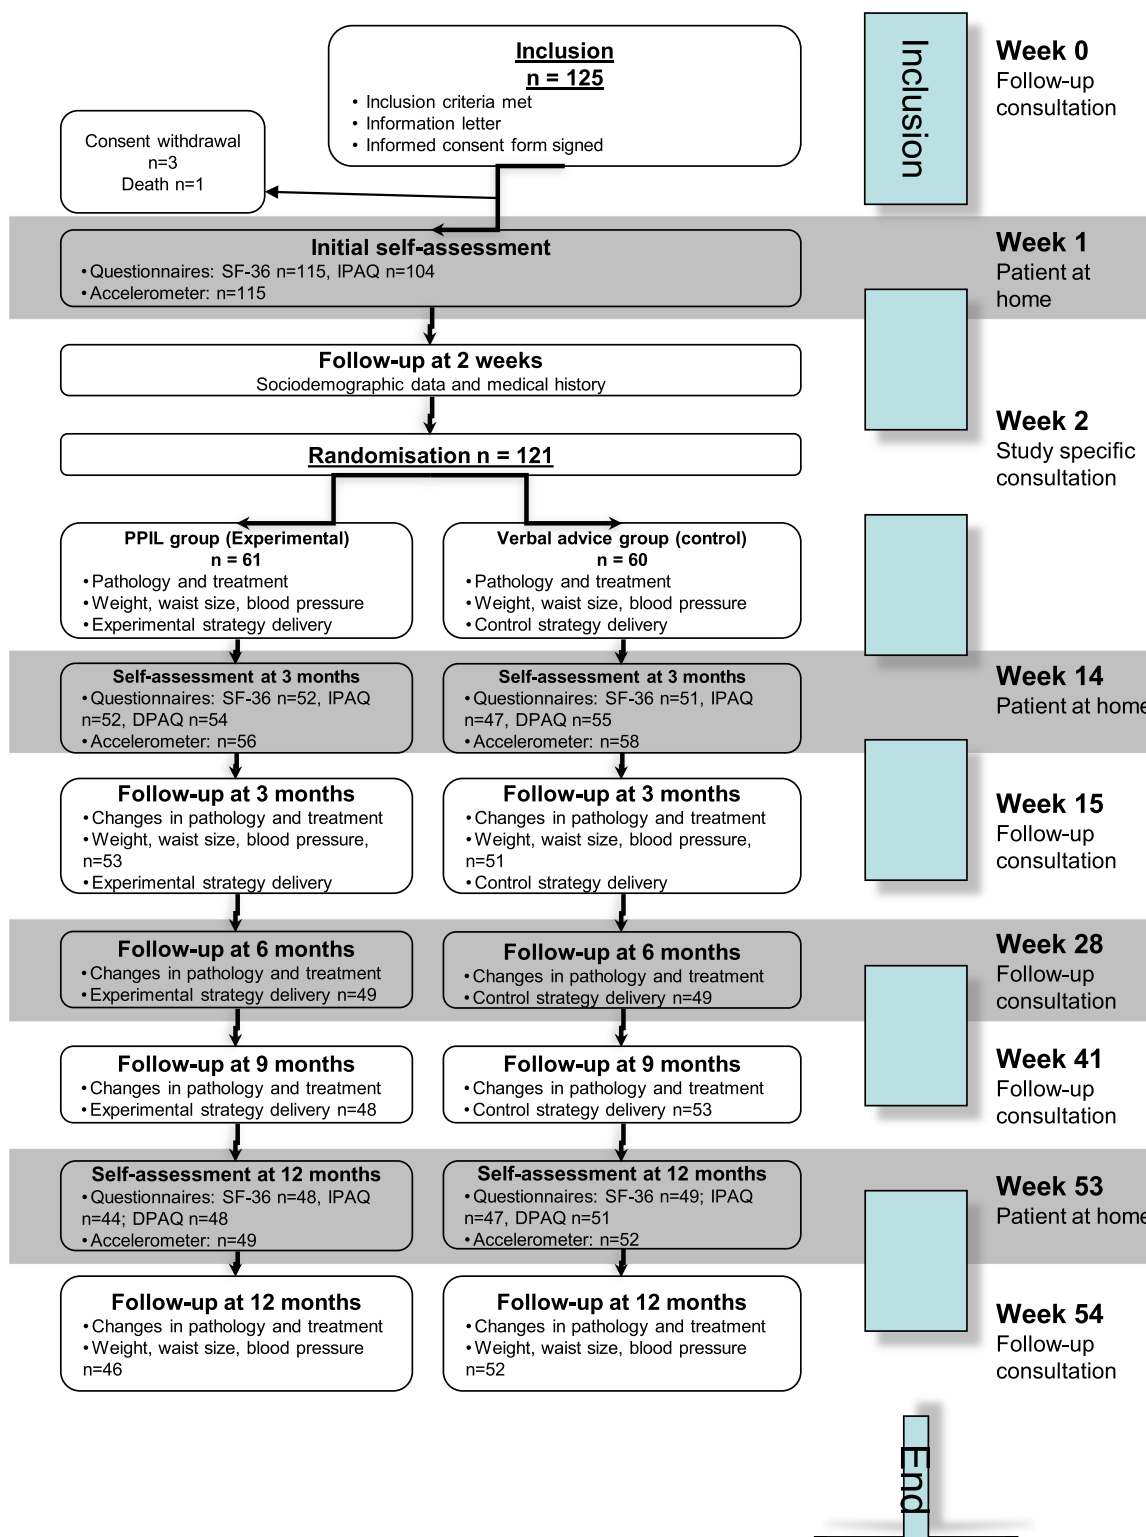 Inclusion
n = 125
• Inclusion criteria met
• Information letter
• Informed consent form signed
Consent withdrawal
n=3
Death n=1
Inclusion
Week 0
Follow-up
consultation
Initial self-assessment
•Questionnaires: SF-36 n=115, IPAQ n=104
•Accelerometer: n=115
Week 1
Patient at
home
Follow-up at 2 weeks
Sociodemographic data and medical history
Randomisation n = 121
Week 2
Study specific
consultation
PPIL group (Experimental)
n = 61
•Pathology and treatment
•Weight, waist size, blood pressure
•Experimental strategy delivery
Verbal advice group (control)
n = 60
•Pathology and treatment
•Weight, waist size, blood pressure
•Control strategy delivery
Self-assessment at 3 months
•Questionnaires: SF-36 n=52, IPAQ
n=52, DPAQ n=54
•Accelerometer: n=56
Self-assessment at 3 months
•Questionnaires: SF-36 n=51, IPAQ
n=47, DPAQ n=55
•Accelerometer: n=58
Week 14
Patient at home
Follow-up at 3 months
•Changes in pathology and treatment
•Weight, waist size, blood pressure,
n=53
•Experimental strategy delivery
Follow-up at 3 months
•Changes in pathology and treatment
•Weight, waist size, blood pressure,
n=51
•Control strategy delivery
Week 15
Follow-up
consultation
Follow-up at 6 months
•Changes in pathology and treatment
•Experimental strategy delivery n=49
Follow-up at 6 months
•Changes in pathology and treatment
•Control strategy delivery n=49
Week 28
Follow-up
consultation
Follow-up at 9 months
•Changes in pathology and treatment
•Experimental strategy delivery n=48
Follow-up at 9 months
•Changes in pathology and treatment
•Control strategy delivery n=53
Week 41
Follow-up
consultation
Self-assessment at 12 months
•Questionnaires: SF-36 n=48, IPAQ
n=44; DPAQ n=48
•Accelerometer: n=49
Self-assessment at 12 months
•Questionnaires: SF-36 n=49; IPAQ
n=47, DPAQ n=51
•Accelerometer: n=52
Week 53
Patient at home
Follow-up at 12 months
•Changes in pathology and treatment
•Weight, waist size, blood pressure
n=46
Follow-up at 12 months
•Changes in pathology and treatment
•Weight, waist size, blood pressure
n=52
Week 54
Follow-up
consultation
End